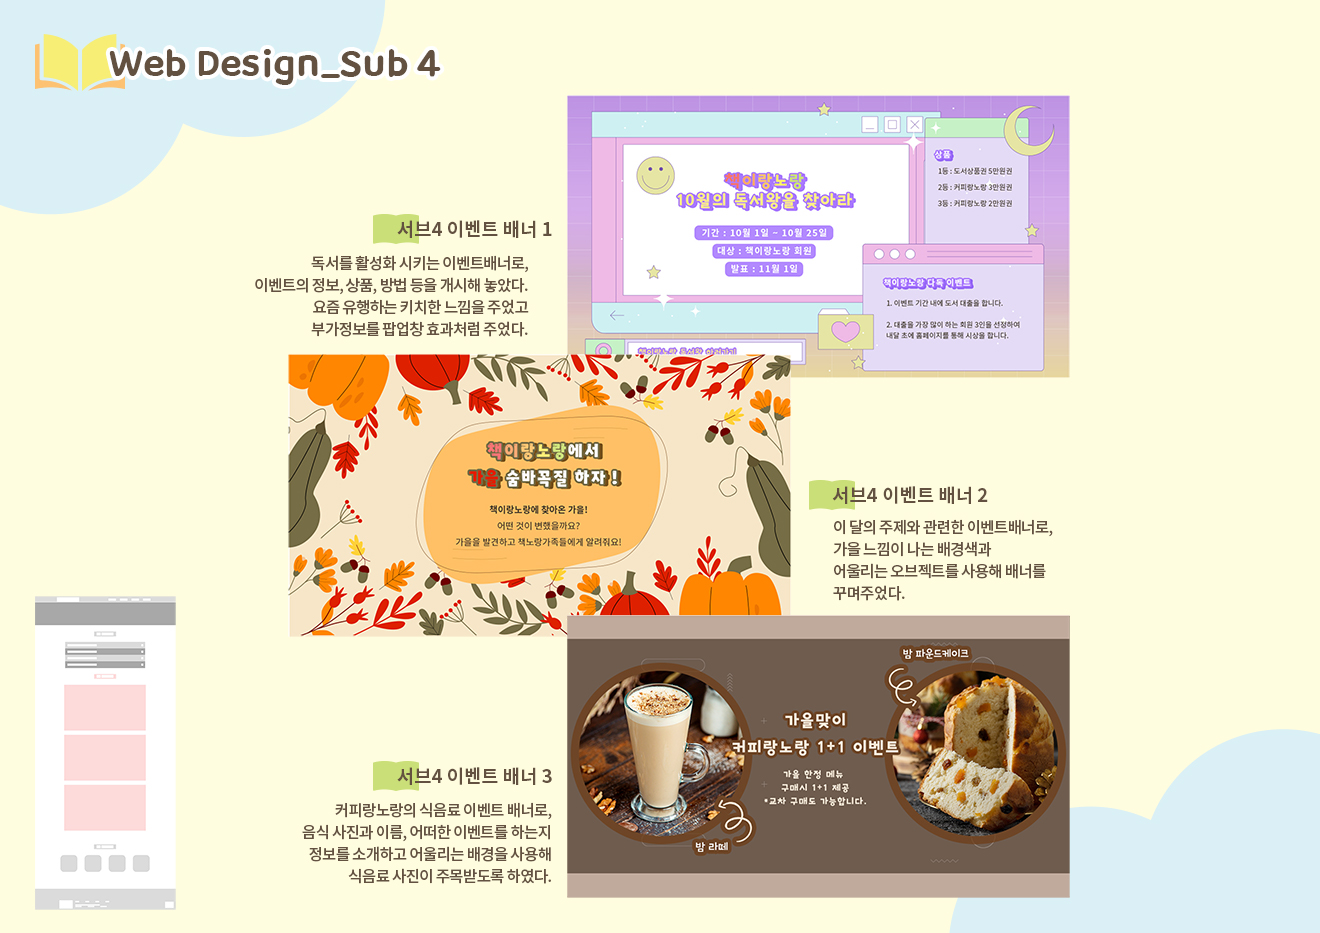 Web Design_Sub 4
서브4 이벤트 배너 1
독서를 활성화 시키는 이벤트배너로,
이벤트의 정보, 상품, 방법 등을 개시해 놓았다.
요즘 유행하는 키치한 느낌을 주었고
부가정보를 팝업창 효과처럼 주었다.
책이랑노랑
10월의 독서왕을 찾아라
기간 : 10월 1일 – 10월 25일
대상 : 책이랑노랑 회원
발표 : 11월 1일
상품
1등 : 도서상품권 5만원권
2등 : 커피랑노랑 3만원권
3등 : 커피랑노랑 2만원권
책이랑노랑 다독 이벤트
1. 이벤트 기간 내에 도서 대출을 합니다.
2. 대출을 가장 많이 하는 회원 3인을 선정하여
내달 초에 홈페이지를 통해 시상을 합니다.
책이랑노랑에서
가을 숨바꼭질 하자 !
책이랑노랑에 찾아온 가을!
어떤 것이 변했을까요?
가을을 발견하고 책노랑가족들에게 알려줘요!
서브4 이벤트 배너 2
이 달의 주제와 관련한 이벤트배너로,
가을 느낌이 나는 배경색과
어울리는 오브젝트를 사용해 배너를
꾸며주었다.
서브4 이벤트 배너 3
커피랑노랑의 식음료 이벤트 배너로,
음식 사진과 이름, 어떠한 이벤트를 하는지
정보를 소개하고 어울리는 배경을 사용해
식음료 사진이 주목받도록 하였다.
밤 파운드케이크
가을맞이
커피랑노랑 1+1 이벤트
가을 한정 메뉴
구매시 1+1 제공
*교차 구매도 가능합니다.
밤 라떼